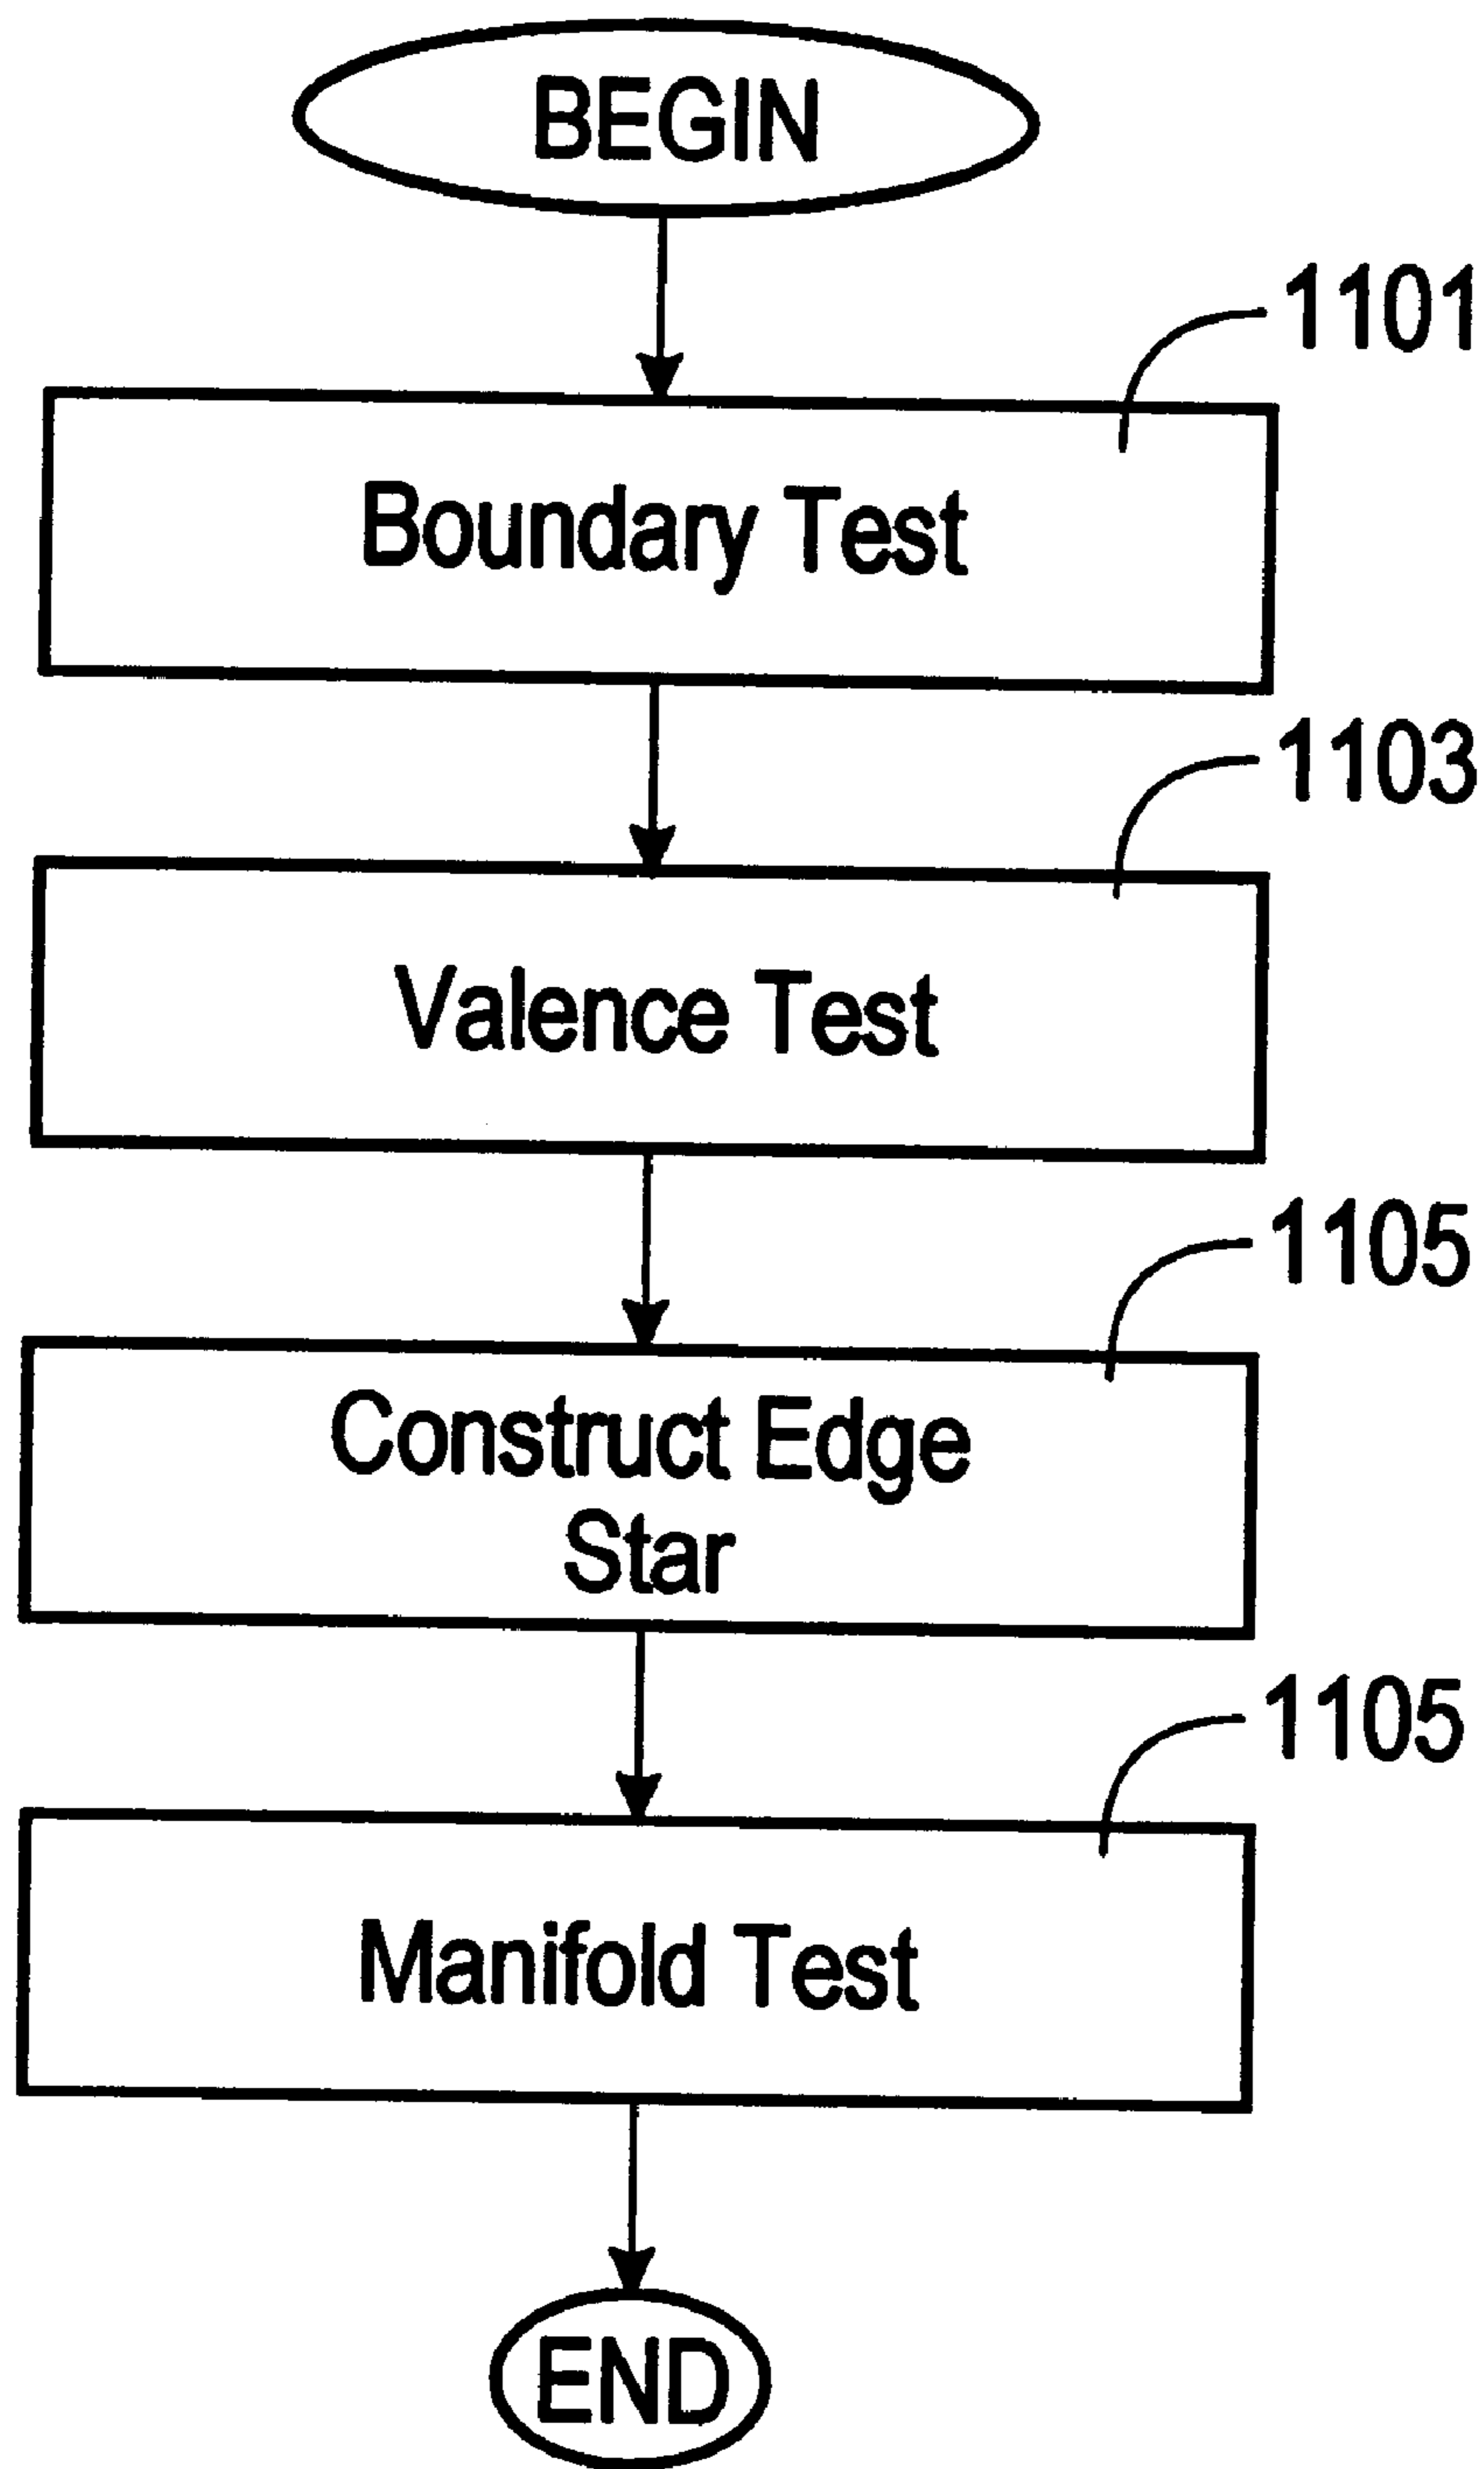 BEGIN
1101
Boundary Test
1103
Valence Test
1105
Construct Edge
Star
1105
Manifold Test
END